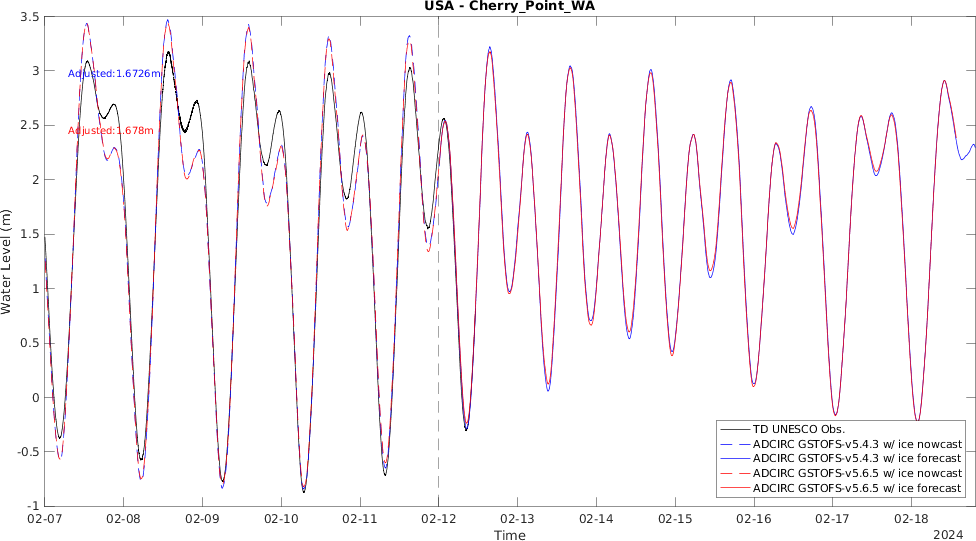 USA - Cherry_Point_WA
3.5
3
2.5
2
1.5
1
0.5
0
-0.5
-1
Water Level (m)
Adjusted:1.6726m
Adjusted:1.678m
TD UNESCO Obs.
ADCIRC GSTOFS-v5.4.3 w/ ice nowcast
ADCIRC GSTOFS-v5.4.3 w/ ice forecast
ADCIRC GSTOFS-v5.6.5 w/ ice nowcast
ADCIRC GSTOFS-v5.6.5 w/ ice forecast
02-07 02-08 02-09 02-10 02-11 02-12 02-13 02-14 02-15 02-16 02-17 02-18
Time
2024